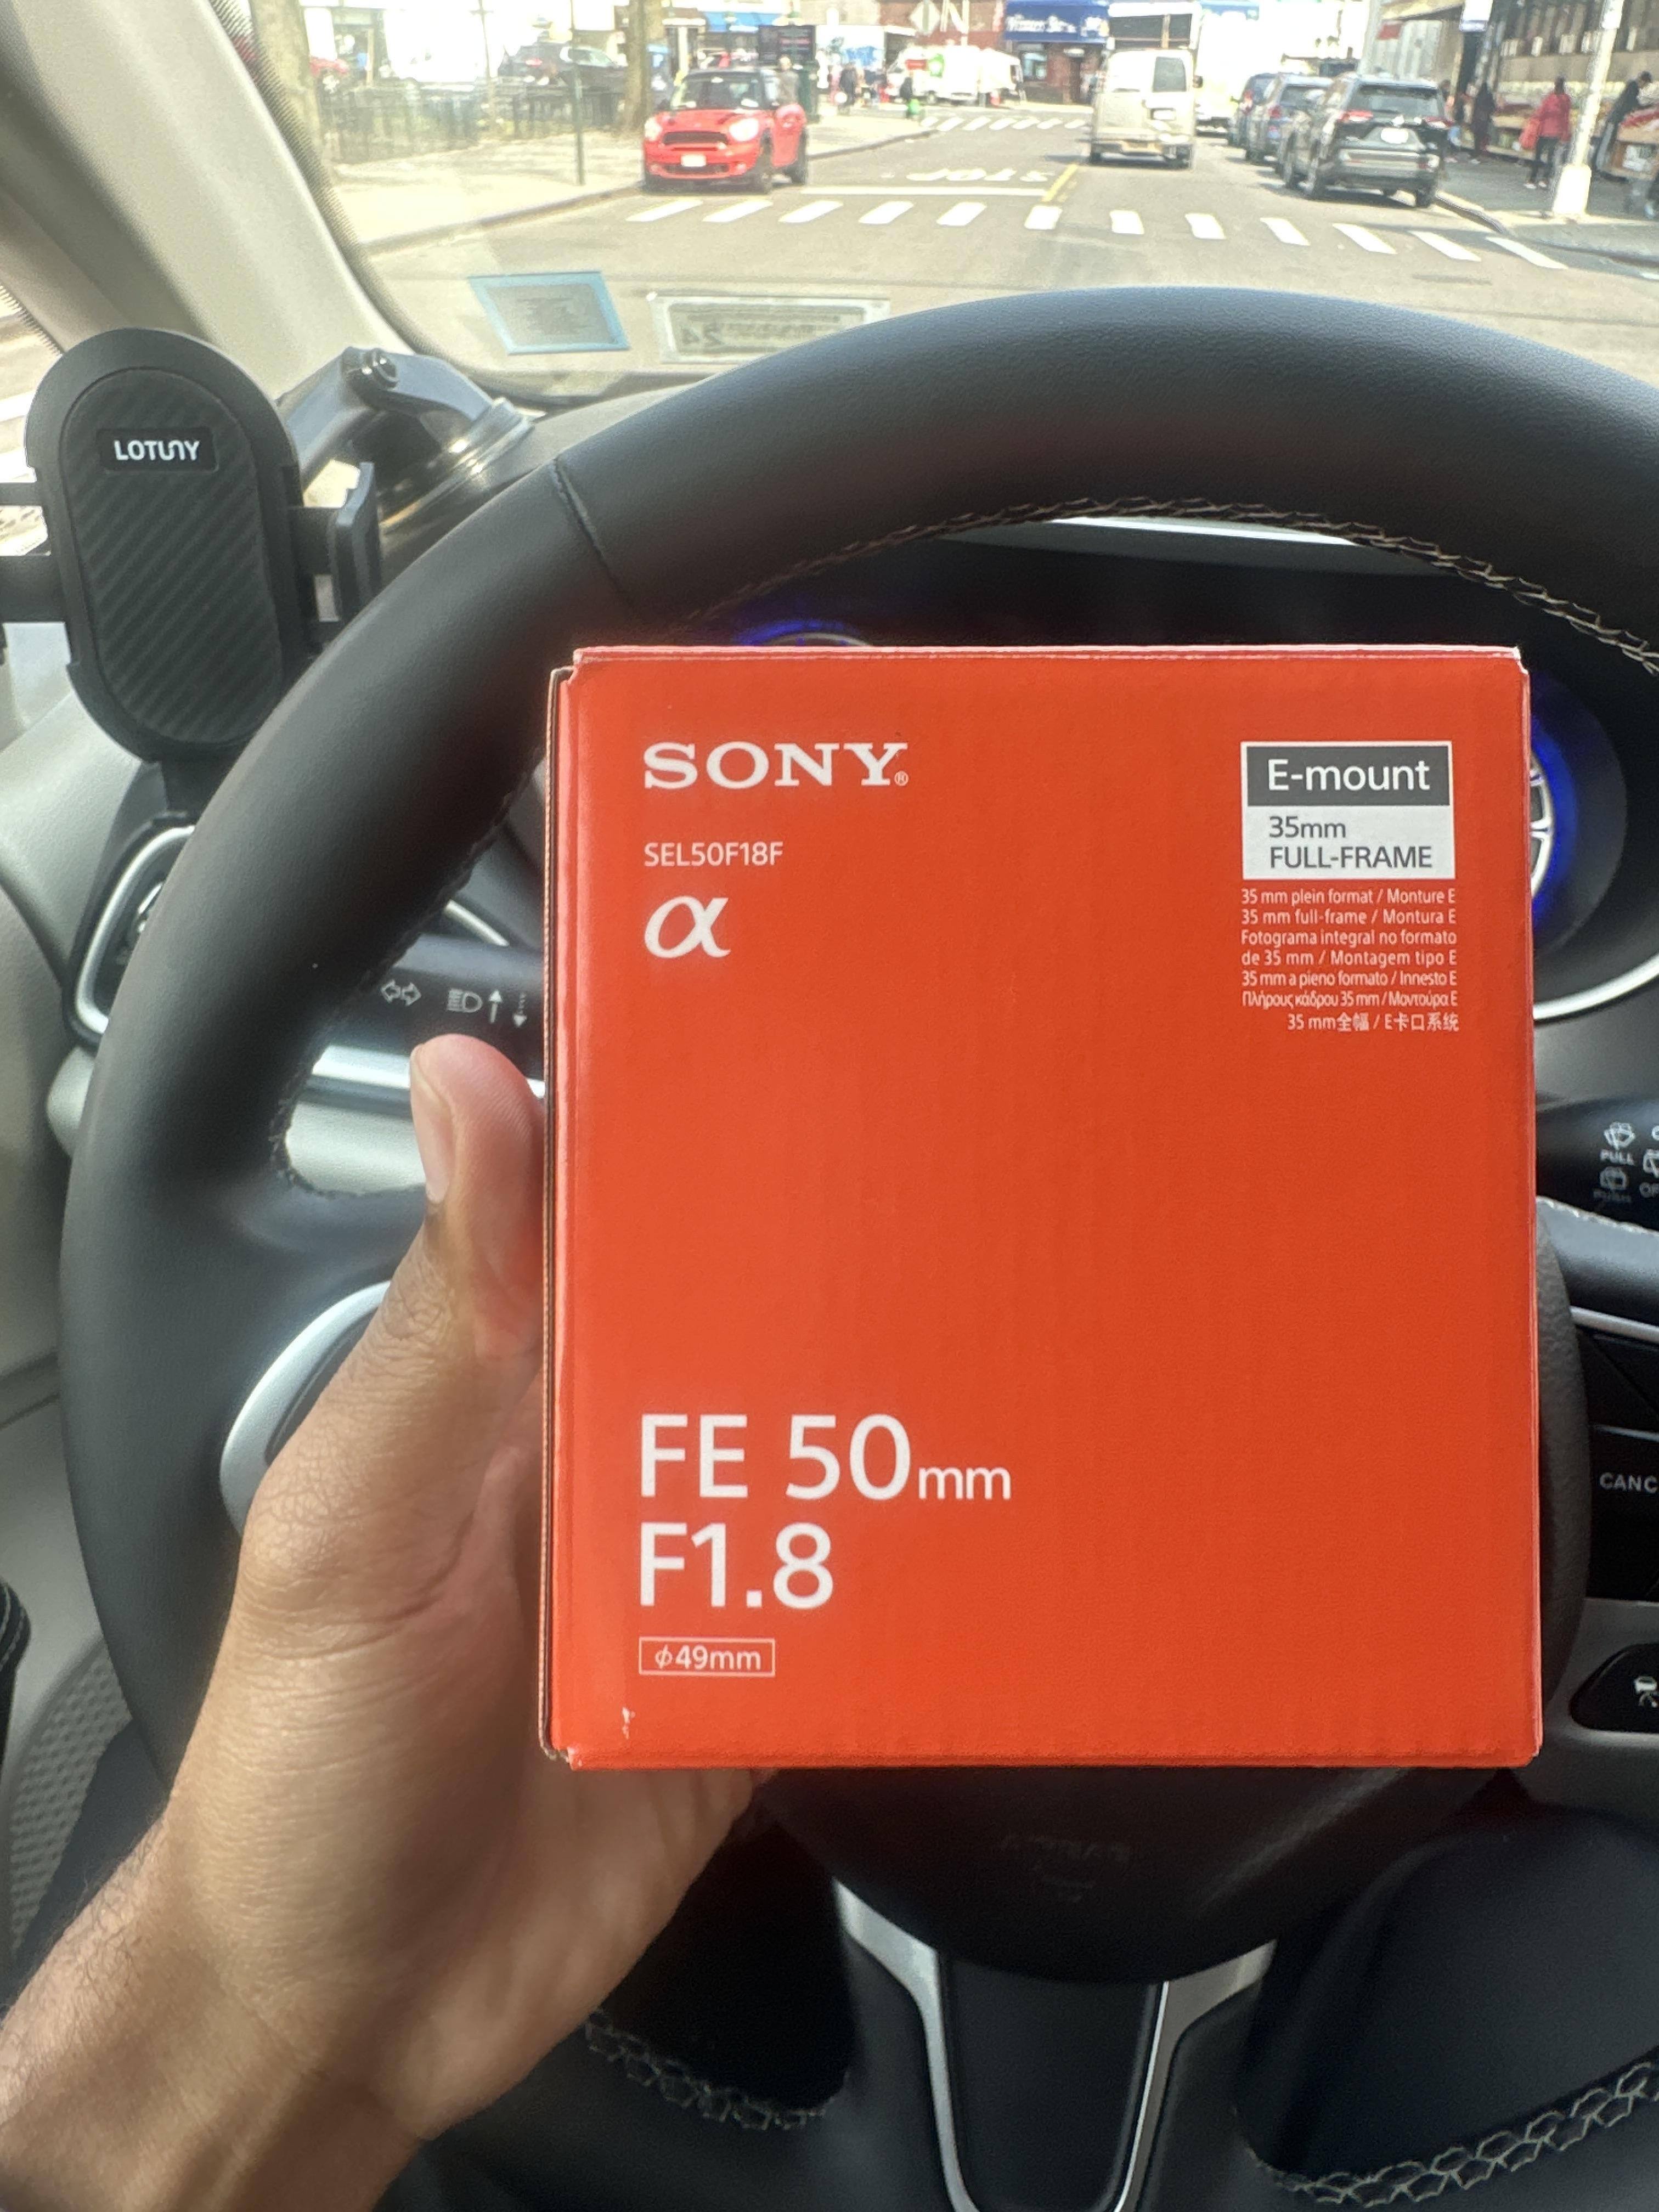 STOP
LOTUNY
SONY®
SEL50F18F
α
E-mount
35mm
FULL-FRAME
35 mm plein format / Monture E
35 mm full-frame / Montura E
Fotograma integral no formato
de 35 mm / Montagem tipo E
35 mm a pieno formato / Innesto E
Πλήρους κάδρου 35 mm / Μοντούρα E
35 mm全幅 / E卡口系统
PULL
CANC
FE 50mm
F1.8
ϕ49mm